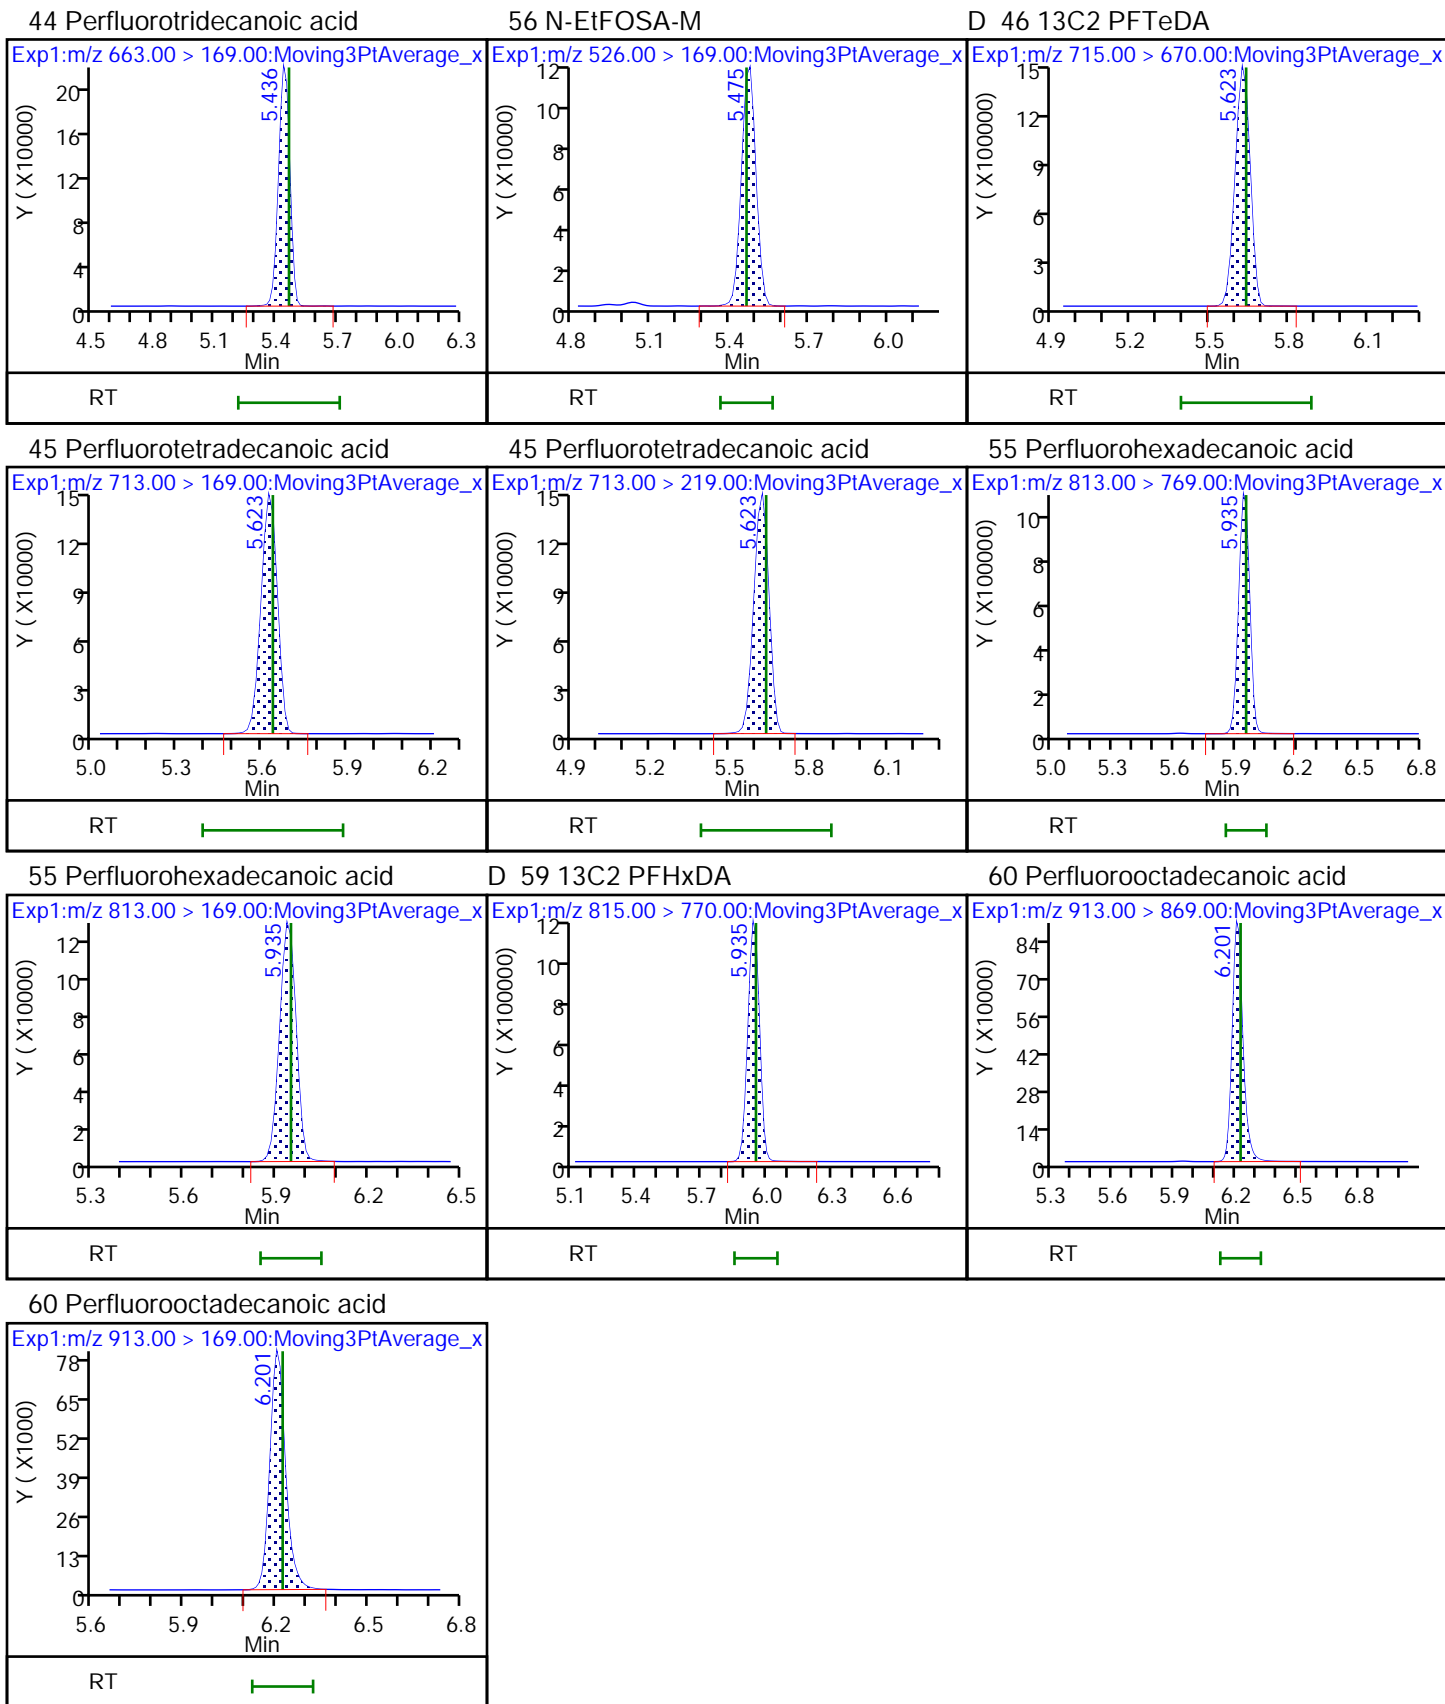 44 Perfluorotridecanoic acid
Exp1:m/z 663.00 > 169.00:Moving3PtAverage_x
5.436
Y ( X10000)
20
16
12
8
4
0
4.5 4.8 5.1 5.4 5.7 6.0 6.3
Min
RT
56 N-EtFOSA-M
Exp1:m/z 526.00 > 169.00:Moving3PtAverage_x
5.475
Y ( X100000)
12
10
8
6
4
2
0
4.8 5.1 5.4 5.7 6.0
Min
RT
D 46 13C2 PFTeDA
Exp1:m/z 715.00 > 670.00:Moving3PtAverage_x
5.623
Y ( X100000)
15
12
9
6
3
0
4.9 5.2 5.5 5.8 6.1
Min
RT
45 Perfluorotetradecanoic acid
Exp1:m/z 713.00 > 169.00:Moving3PtAverage_x
5.623
Y ( X10000)
15
12
9
6
3
0
5.0 5.3 5.6 5.9 6.2
Min
RT
45 Perfluorotetradecanoic acid
Exp1:m/z 713.00 > 219.00:Moving3PtAverage_x
5.623
Y ( X10000)
15
12
9
6
3
0
4.9 5.2 5.5 5.8 6.1
Min
RT
55 Perfluorohexadecanoic acid
Exp1:m/z 813.00 > 769.00:Moving3PtAverage_x
5.935
Y ( X100000)
10
8
6
4
2
0
5.0 5.3 5.6 5.9 6.2 6.5 6.8
Min
RT
55 Perfluorohexadecanoic acid
Exp1:m/z 813.00 > 169.00:Moving3PtAverage_x
5.935
Y ( X10000)
12
10
8
6
4
2
0
5.3 5.6 5.9 6.2 6.5
Min
RT
D 59 13C2 PFHxDA
Exp1:m/z 815.00 > 770.00:Moving3PtAverage_x
5.935
Y ( X100000)
12
10
8
6
4
2
0
5.1 5.4 5.7 6.0 6.3 6.6
Min
RT
60 Perfluorooctadecanoic acid
Exp1:m/z 913.00 > 869.00:Moving3PtAverage_x
6.201
Y ( X10000)
84
70
56
42
28
14
0
5.3 5.6 5.9 6.2 6.5 6.8
Min
RT
60 Perfluorooctadecanoic acid
Exp1:m/z 913.00 > 169.00:Moving3PtAverage_x
6.201
Y ( X1000)
78
65
52
39
26
13
0
5.6 5.9 6.2 6.5 6.8
Min
RT